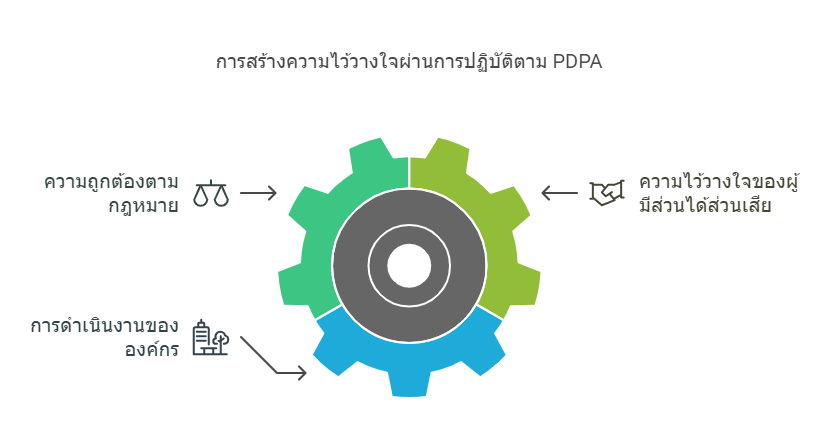 การสร้างความไว้วางใจผ่านการปฏิบัติตาม PDPA
ความถูกต้องตาม
กฎหมาย
ความไว้วางใจของผู้
มีส่วนได้ส่วนเสีย
การดำเนินงานของ
องค์กร